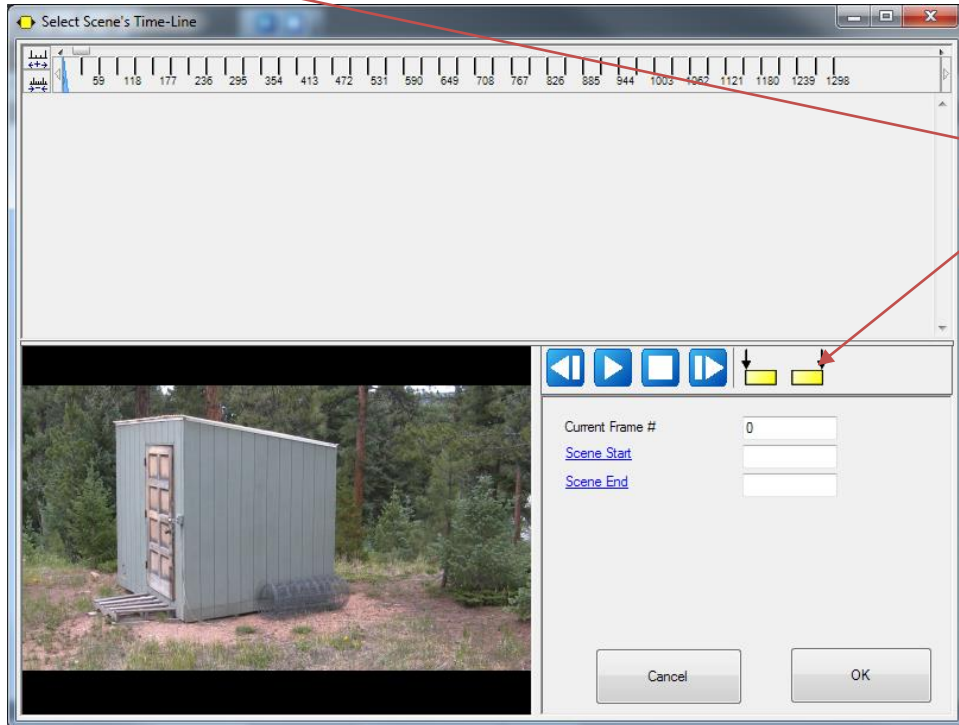 Select Scene's Time-Line
59 118 177 236 295 354 413 472 531 590 649 708 767 826 885 944 1003 1062 1121 1180 1239 1298
Current Frame # 0
Scene Start
Scene End
Cancel OK